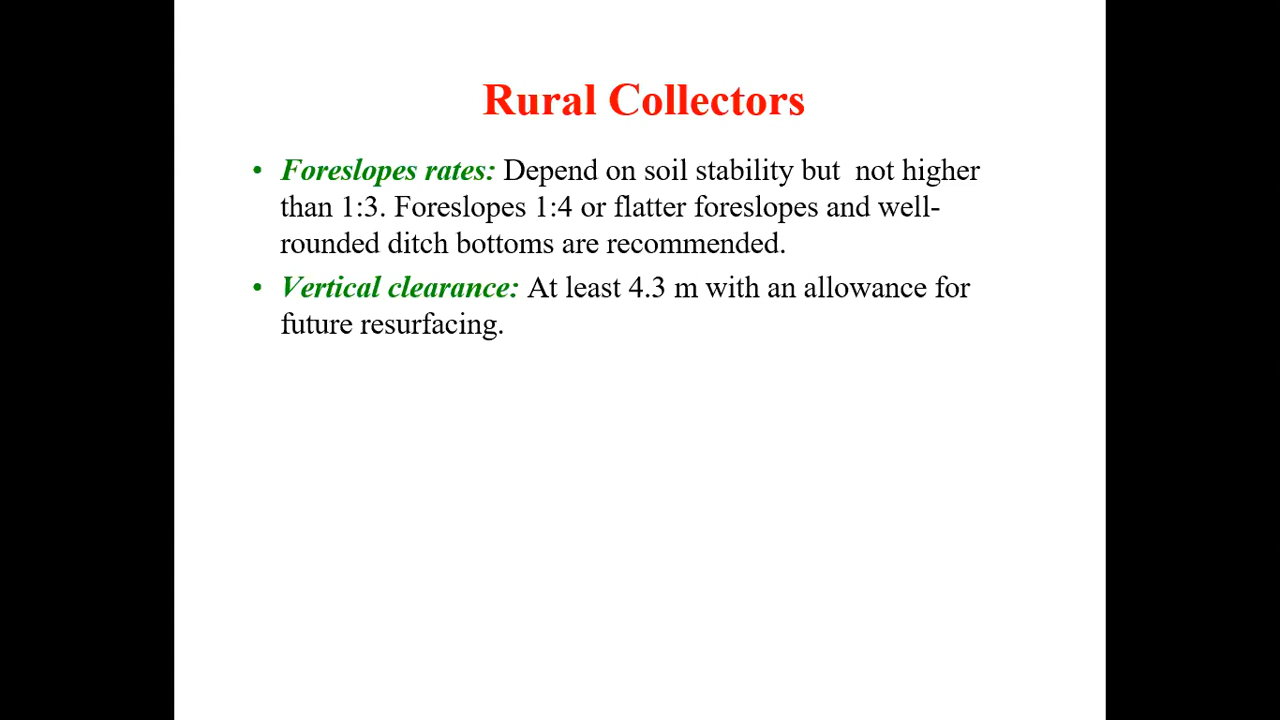 Rural Collectors
• Foreslopes rates: Depend on soil stability but  not higher
than 1:3. Foreslopes 1:4 or flatter foreslopes and well-
rounded ditch bottoms are recommended.
• Vertical clearance: At least 4.3 m with an allowance for
future resurfacing.